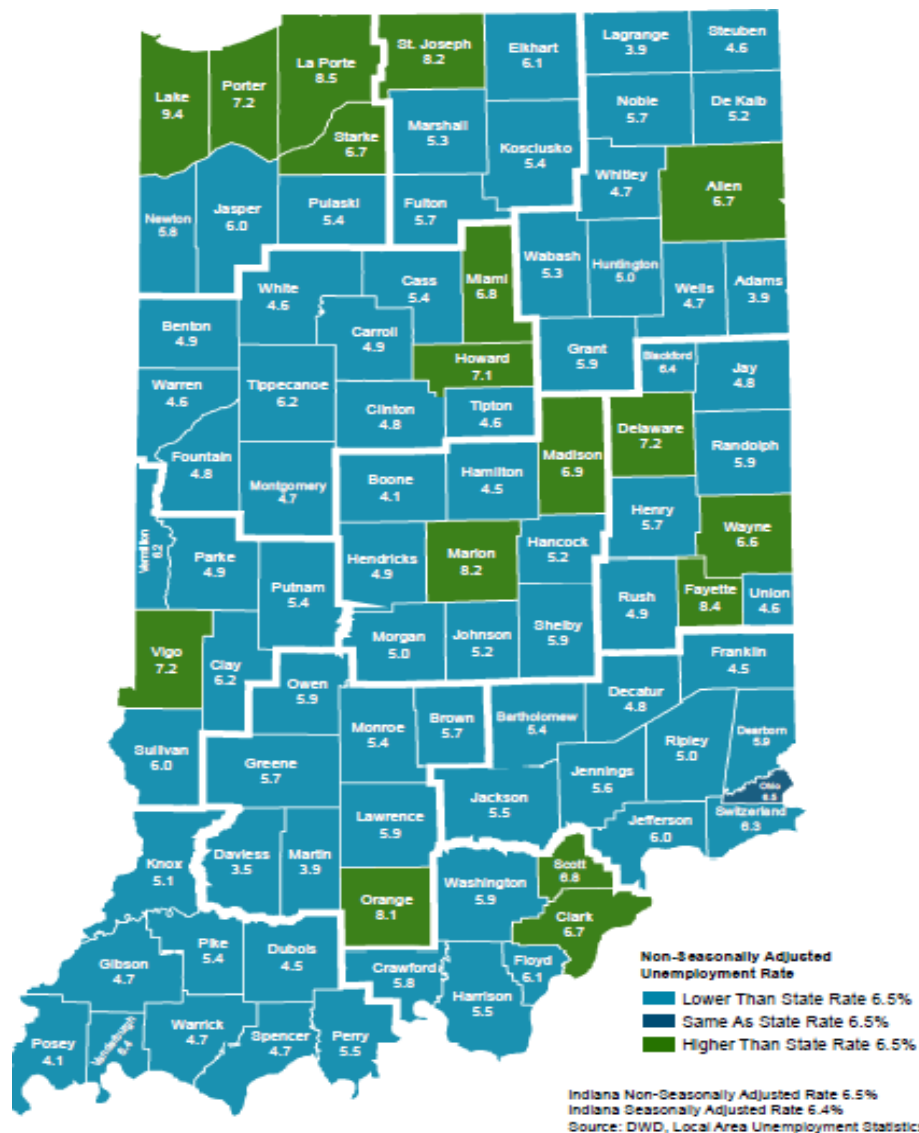 St. Joseph
8.2
Elkhart
6.1
Lagrange
3.9
Steuben
4.6
La Porte
8.5
Porter
7.2
Lake
9.4
Noble
5.7
De Kalb
5.2
Marshall
5.3
Starke
6.7
Kosciusko
5.4
Whitley
4.7
Allen
6.7
Newton
5.8
Jasper
6.0
Pulaski
5.4
Fulton
5.7
Wabash
5.3
Huntington
5.0
Wells
4.7
Adams
3.9
White
4.6
Cass
5.4
Miami
6.8
Benton
4.9
Carroll
4.9
Howard
7.1
Grant
5.9
Blackford
6.4
Jay
4.8
Warren
4.6
Tippecanoe
6.2
Clinton
4.8
Tipton
4.6
Delaware
7.2
Randolph
5.9
Fountain
4.8
Montgomery
4.7
Boone
4.1
Hamilton
4.5
Madison
6.9
Henry
5.7
Wayne
6.6
Vermillion
6.2
Parke
4.9
Putnam
5.4
Hendricks
4.9
Marion
8.2
Hancock
5.2
Rush
4.9
Fayette
8.4
Union
4.6
Vigo
7.2
Clay
6.2
Morgan
5.0
Johnson
5.2
Shelby
5.9
Franklin
4.5
Owen
5.9
Monroe
5.4
Brown
5.7
Bartholomew
5.4
Decatur
4.8
Sullivan
6.0
Greene
5.7
Jennings
5.6
Ripley
5.0
Dearborn
5.9
Ohio
6.5
Lawrence
5.9
Jackson
5.5
Jefferson
6.0
Switzerland
6.3
Knox
5.1
Daviess
3.5
Martin
3.9
Orange
8.1
Washington
5.9
Scott
6.8
Clark
6.7
Gibson
4.7
Pike
5.4
Dubois
4.5
Crawford
5.8
Harrison
5.5
Floyd
6.1
Posey
4.1
Vanderburgh
6.4
Warrick
4.7
Spencer
4.7
Perry
5.5
Non-Seasonally Adjusted
Unemployment Rate
Lower Than State Rate 6.5%
Same As State Rate 6.5%
Higher Than State Rate 6.5%
Indiana Non-Seasonally Adjusted Rate 6.5%
Indiana Seasonally Adjusted Rate 6.4%
Source: DWD, Local Area Unemployment Statistic